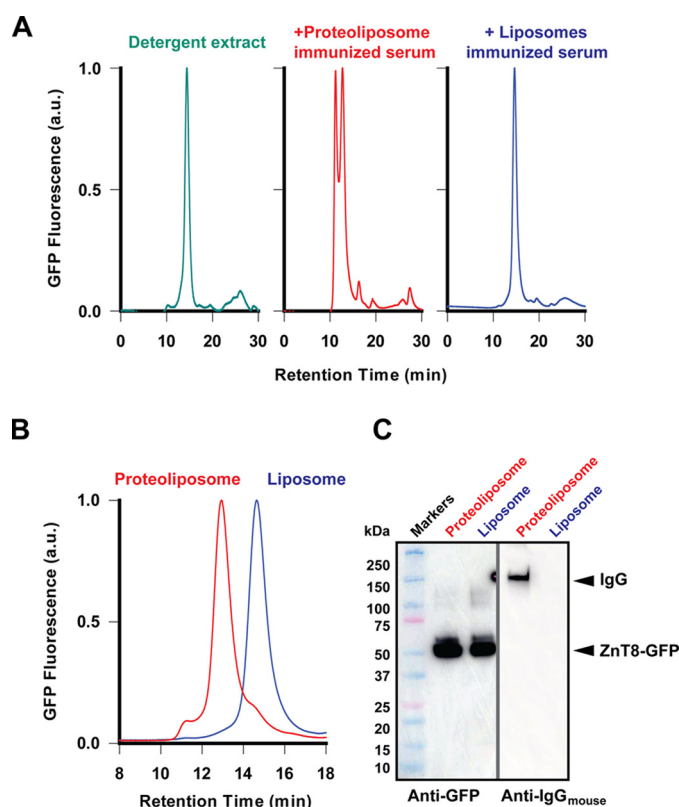 A
Detergent extract
+Proteoliposome
immunized serum
+ Liposomes
immunized serum
GFP Fluorescence (a.u.)
1.0
0.5
0.0
0 10 20 30
0 10 20 30
0 10 20 30
Retention Time (min)
B
Proteoliposome Liposome
GFP Fluorescence (a.u.)
1.0
0.5
0.0
8 10 12 14 16 18
Retention Time (min)
C
kDa
Markers
Proteoliposome
Liposome
Proteoliposome
Liposome
250
150
100
75
50
37
25
20
15
10
IgG
ZnT8-GFP
Anti-GFP Anti-IgGmouse